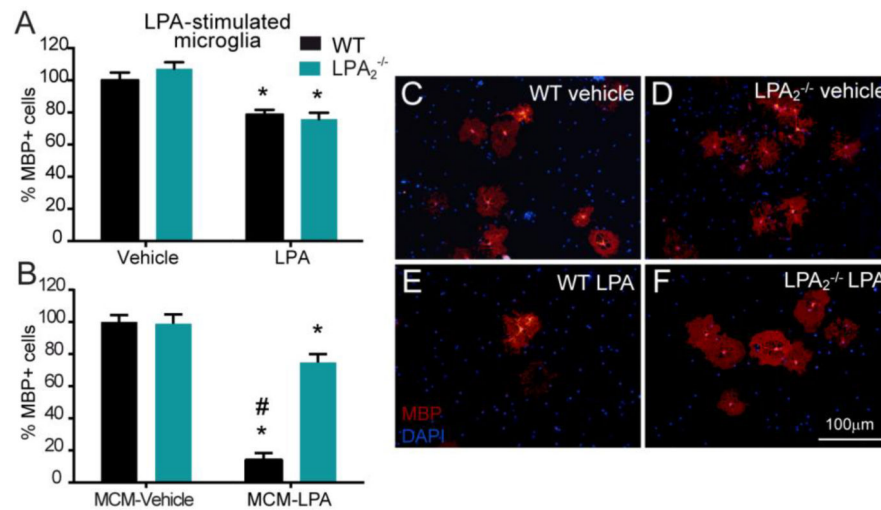 A
LPA-stimulated
microglia
WT
LPA₂⁻/⁻
120
100
80
60
40
20
0
% MBP+ cells
*
*
Vehicle
LPA
B
120
100
80
60
40
20
0
% MBP+ cells
#
*
*
MCM-Vehicle
MCM-LPA
C
WT vehicle
D
LPA₂⁻/⁻ vehicle
E
WT LPA
MBP
DAPI
F
LPA₂⁻/⁻ LPA
100μm